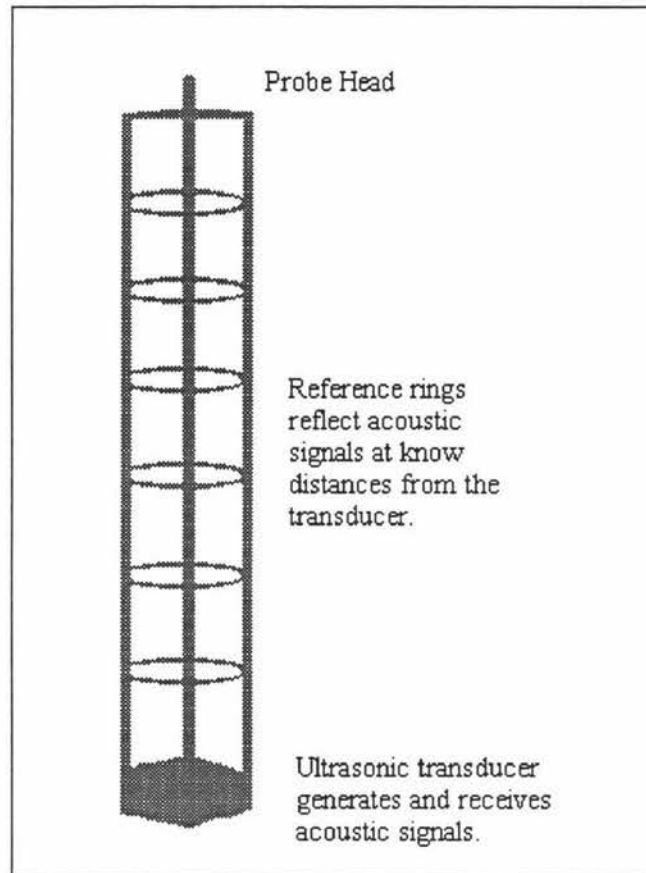 Probe Head
Reference rings
reflect acoustic
signals at know
distances from the
transducer.
Ultrasonic transducer
generates and receives
acoustic signals.